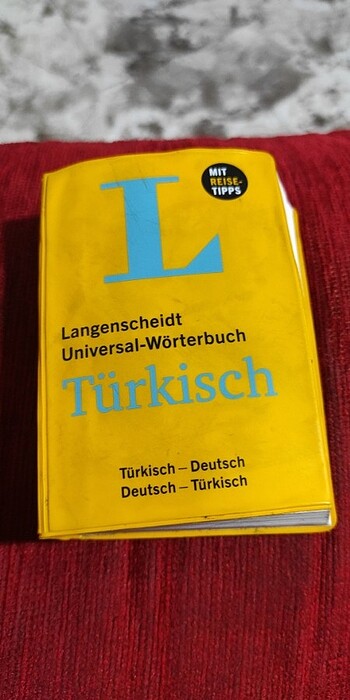 L
MIT
REISE-
TIPPS
Langenscheidt
Universal-Wörterbuch
Türkisch
Türkisch – Deutsch
Deutsch – Türkisch